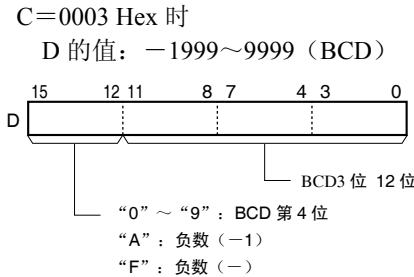 C＝0003 Hex 时
D 的值：－1999～9999（BCD）
15 12 11 8 7 4 3 0
D
BCD3 位 12 位
“0”～“9”：BCD 第 4 位
“A”：负数（－1）
“F”：负数（－）